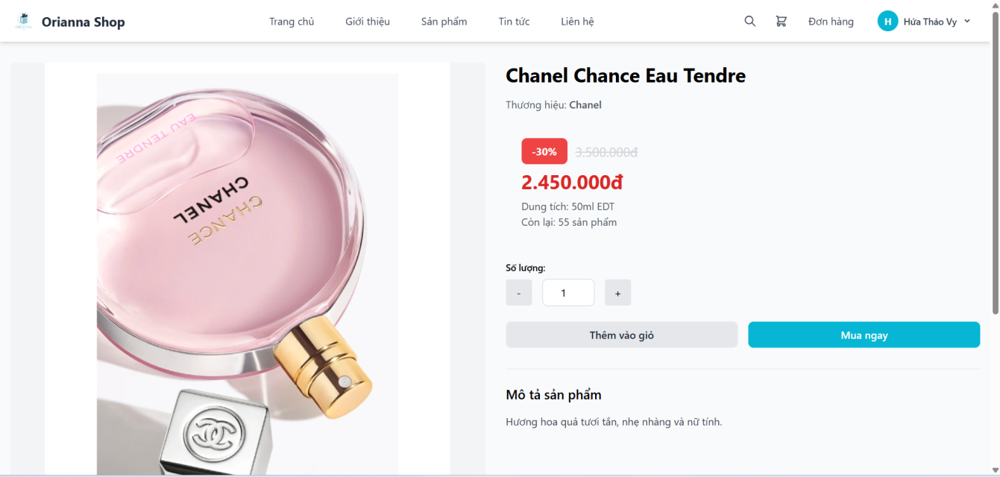 Orianna Shop
Trang chủ
Giới thiệu
Sản phẩm
Tin tức
Liên hệ
Đơn hàng
H
Hứa Thảo Vy
EAU TENDRE
CHANEL
CHANCE
Chanel Chance Eau Tendre
Thương hiệu: Chanel
-30% 3.500.000đ
2.450.000đ
Dung tích: 50ml EDT
Còn lại: 55 sản phẩm
Số lượng:
- 1 +
Thêm vào giỏ
Mua ngay
Mô tả sản phẩm
Hương hoa quả tươi tắn, nhẹ nhàng và nữ tính.